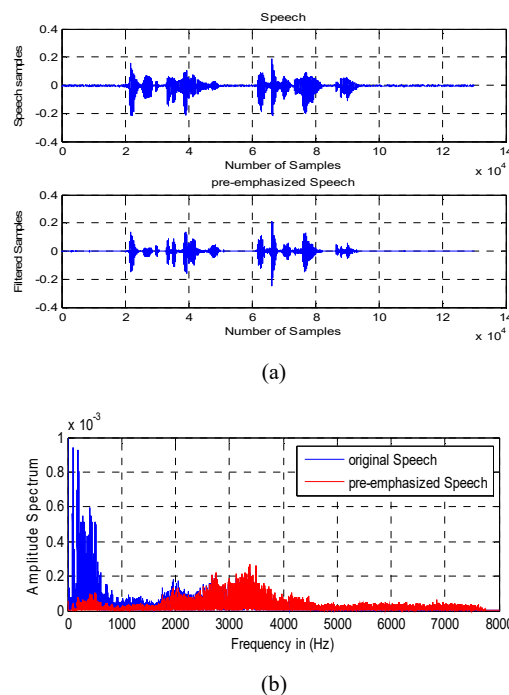 Speech
Speech samples
0.4
0.2
0
-0.2
-0.4
0 2 4 6 8 10 12 14
x 10^4
Number of Samples
pre-emphasized Speech
Filtered Samples
0.4
0.2
0
-0.2
-0.4
0 2 4 6 8 10 12 14
x 10^4
Number of Samples
(a)
x 10^-3
Amplitude Spectrum
1
0.8
0.6
0.4
0.2
0
original Speech
pre-emphasized Speech
0 1000 2000 3000 4000 5000 6000 7000 8000
Frequency in (Hz)
(b)